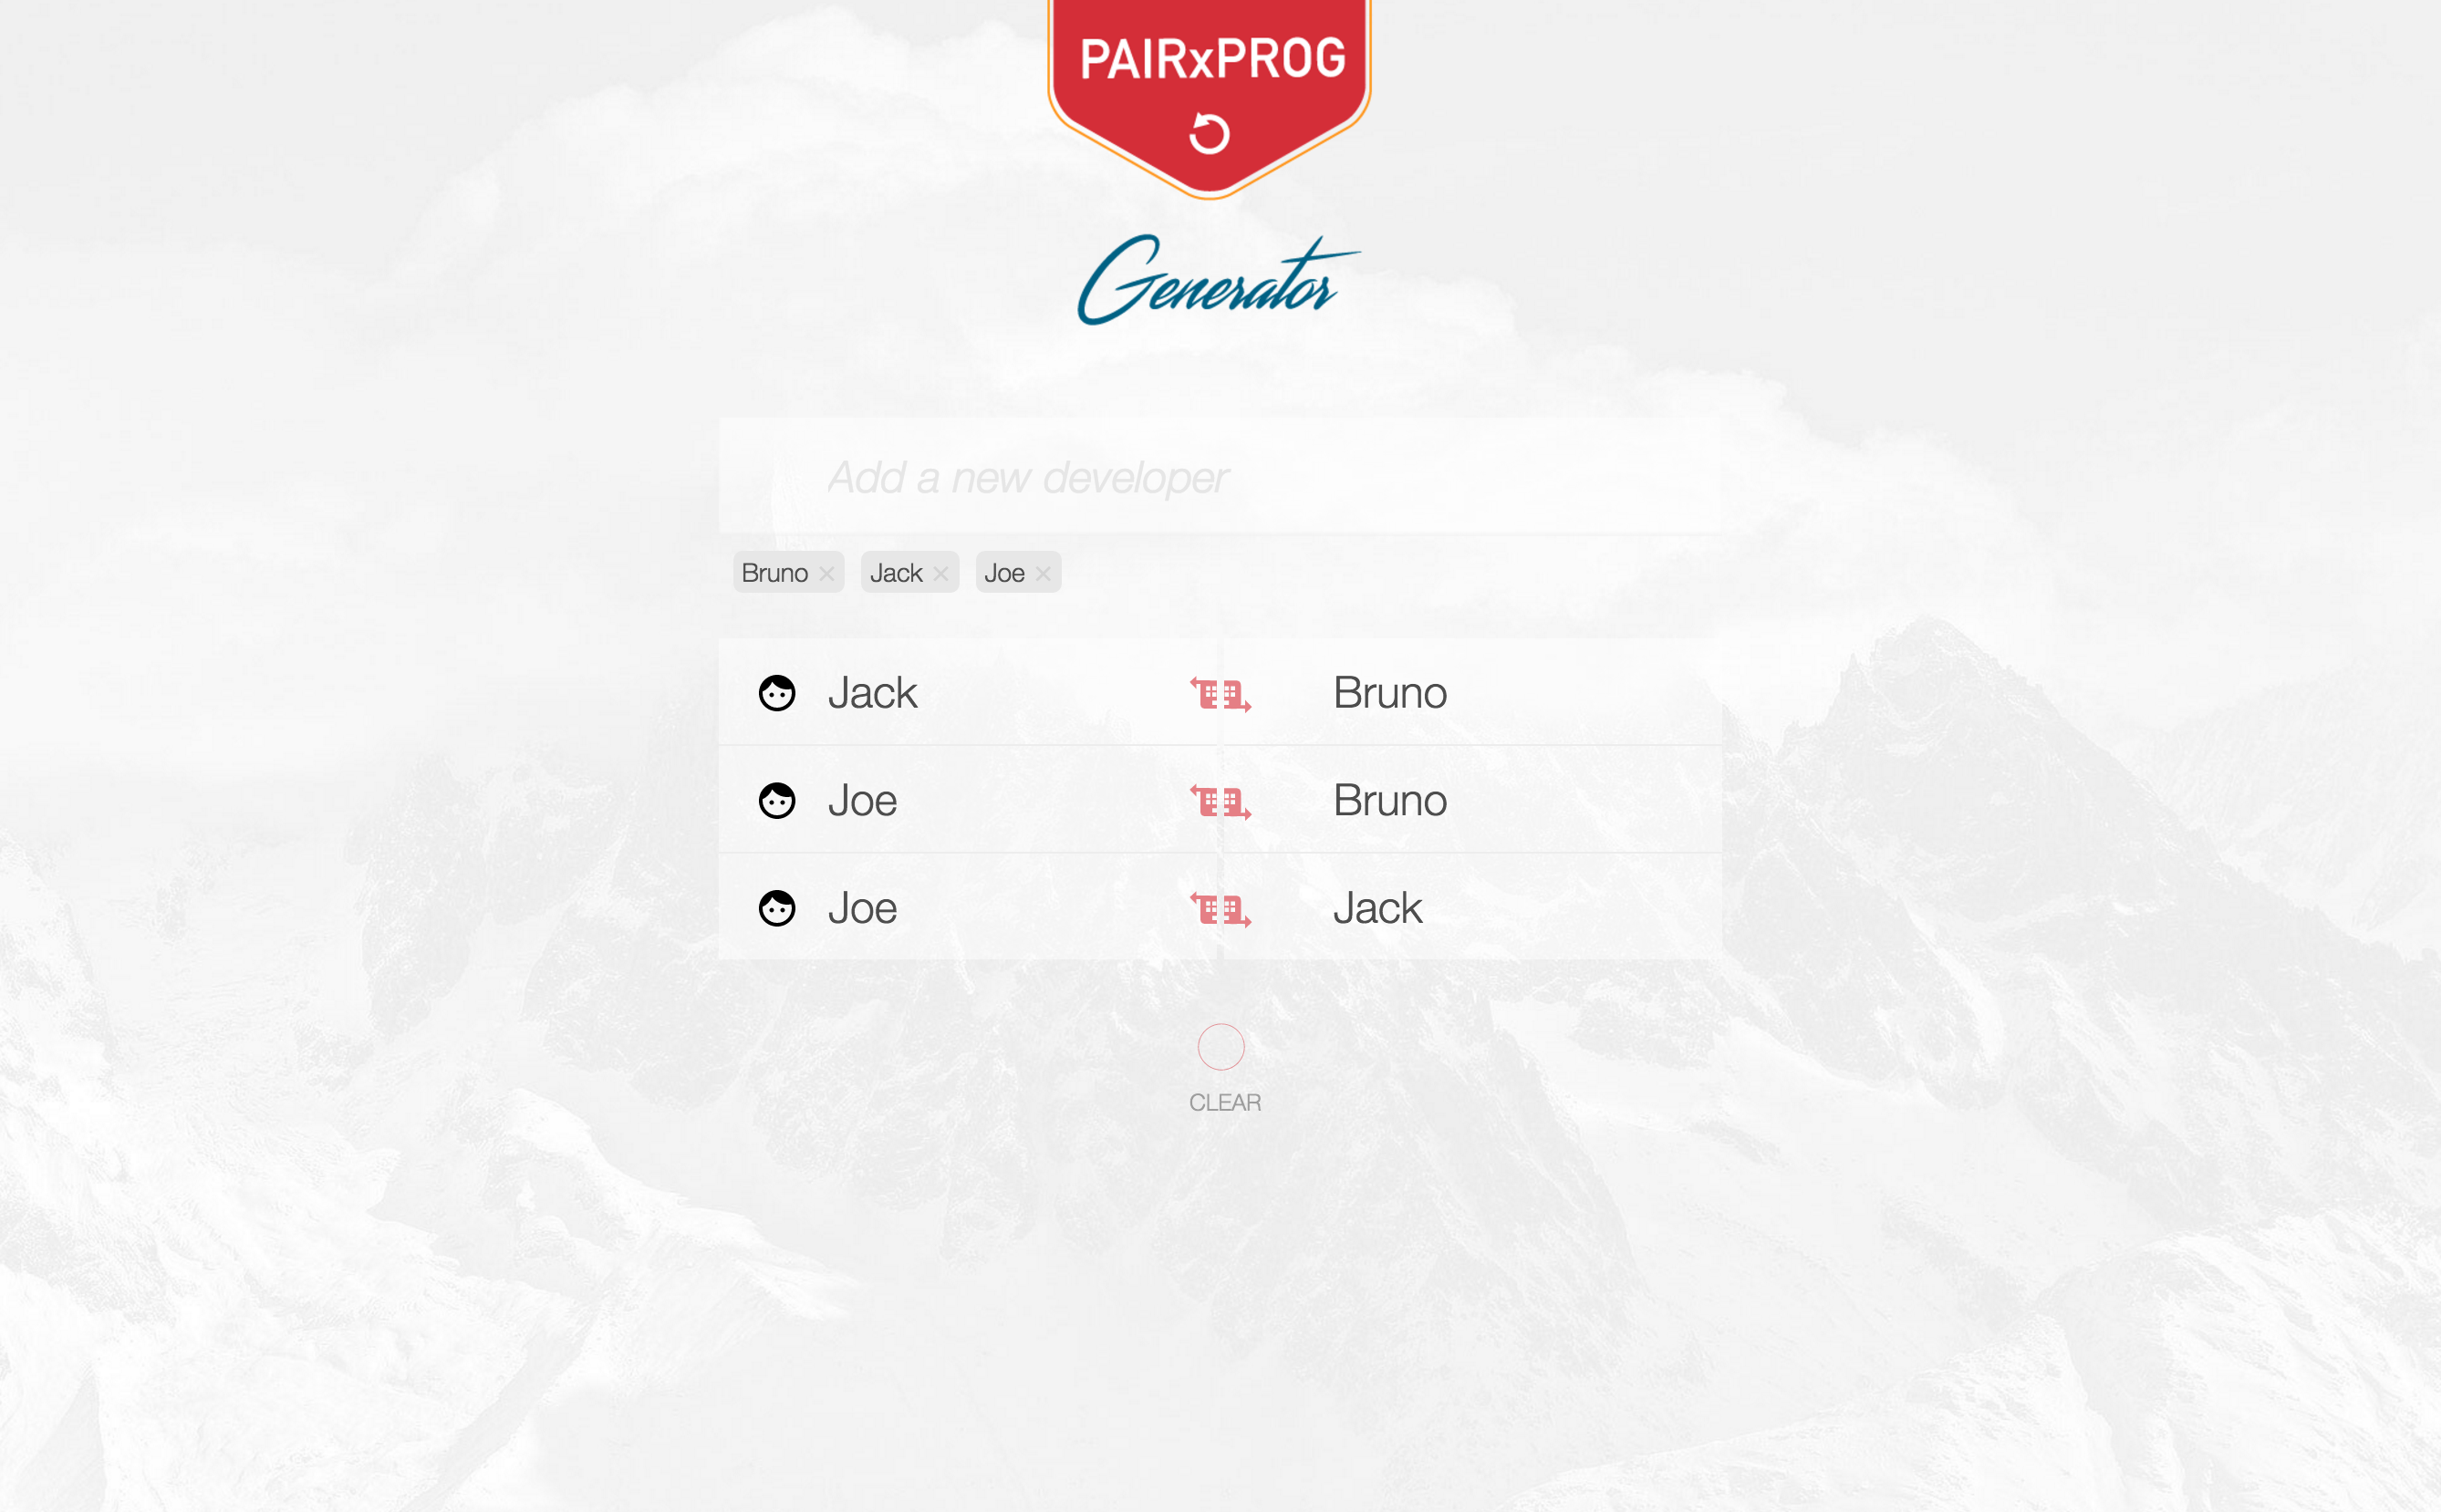 PAIRxPROG
Generator
Add a new developer
Bruno Jack Joe
Jack Bruno
Joe Bruno
Joe Jack
CLEAR